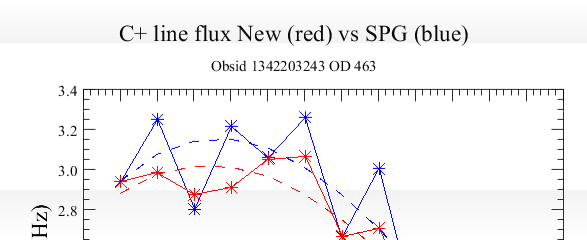 C+ line flux New (red) vs SPG (blue)
Obsid 1342203243 OD 463
3.4
3.2
3.0
2.8
Hz)